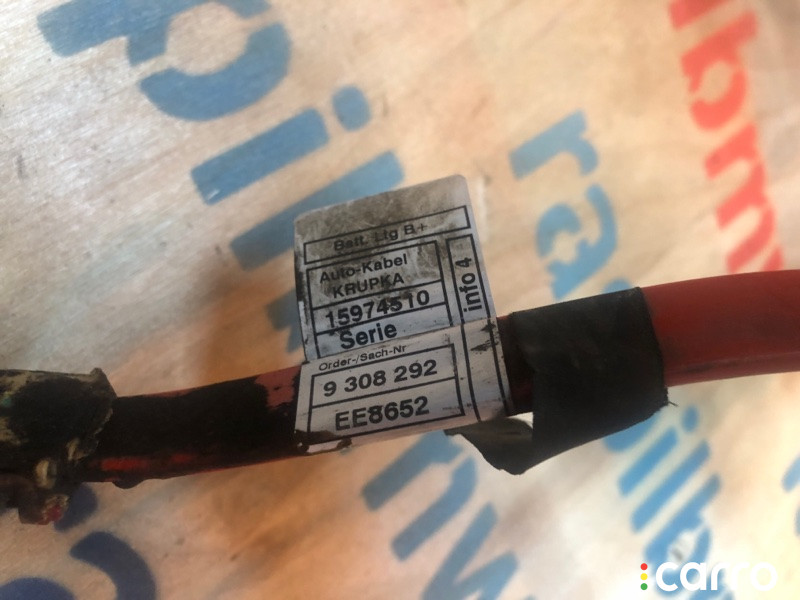 Batt. Ltg B+
Auto-Kabel
KRUPKA
15974510
Serie
info 4
Order-/Sach-Nr
9 308 292
EE8652
carro